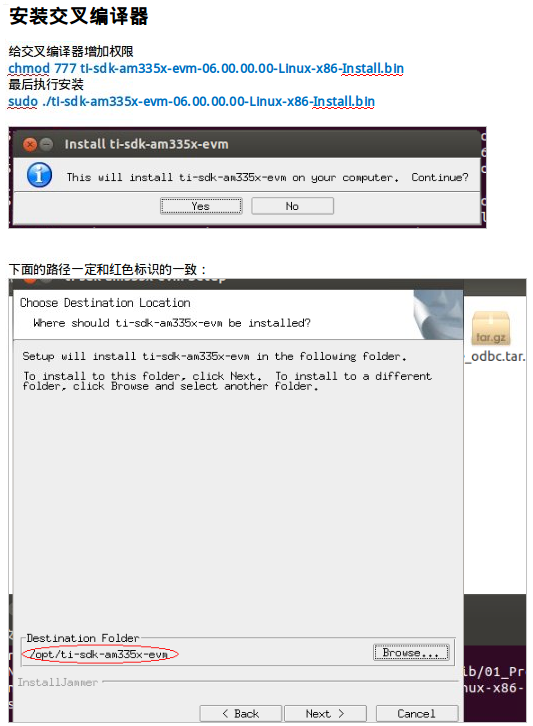 安装交叉编译器
给交叉编译器增加权限
chmod 777 ti-sdk-am335x-evm-06.00.00.00-Linux-x86-Install.bin
最后执行安装
sudo ./ti-sdk-am335x-evm-06.00.00.00-Linux-x86-Install.bin
Install ti-sdk-am335x-evm
This will install ti-sdk-am335x-evm on your computer. Continue?
Yes No
下面的路径一定和红色标识的一致：
Choose Destination Location
Where should ti-sdk-am335x-evm be installed?
tar.gz
_odbc.tar.
Setup will install ti-sdk-am335x-evm in the following folder.
To install to this folder, click Next. To install to a different
folder, click Browse and select another folder.
Destination Folder
/opt/ti-sdk-am335x-evm
Browse...
ib/01_Pr
InstallJammer
nux-x86-
< Back Next > Cancel